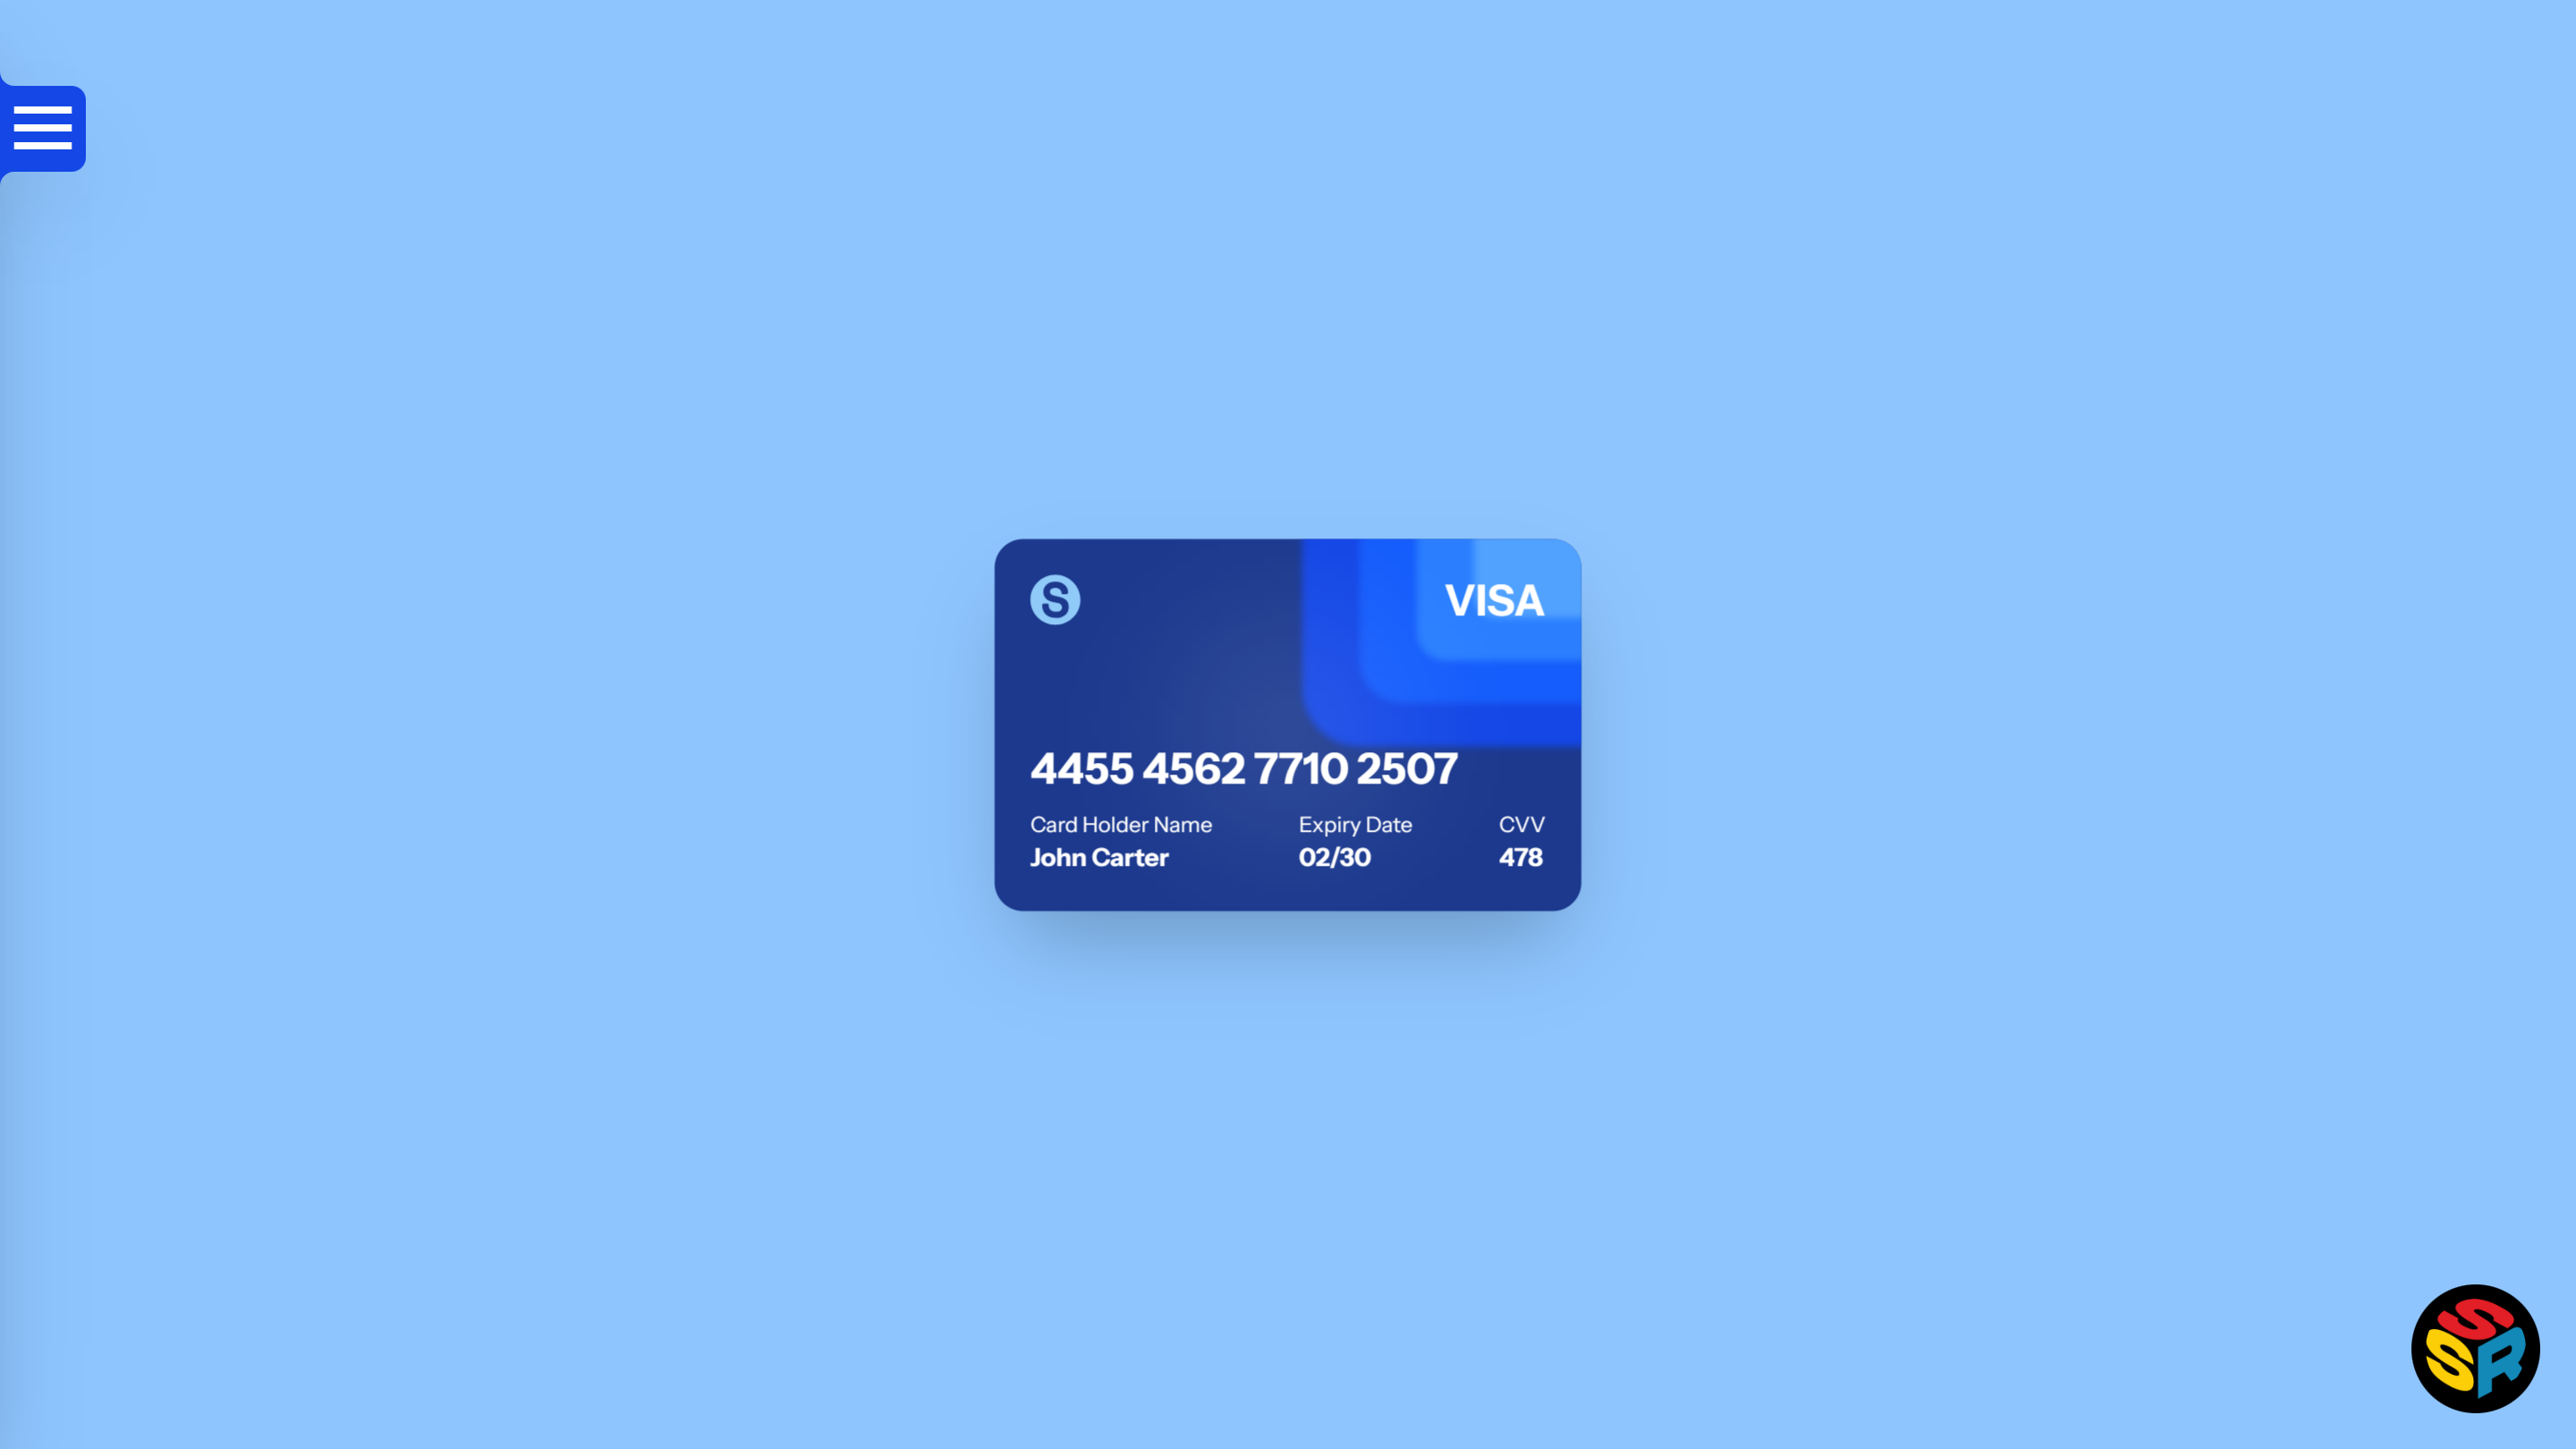 S
VISA
4455 4562 7710 2507
Card Holder Name Expiry Date CVV
John Carter 02/30 478
SSR